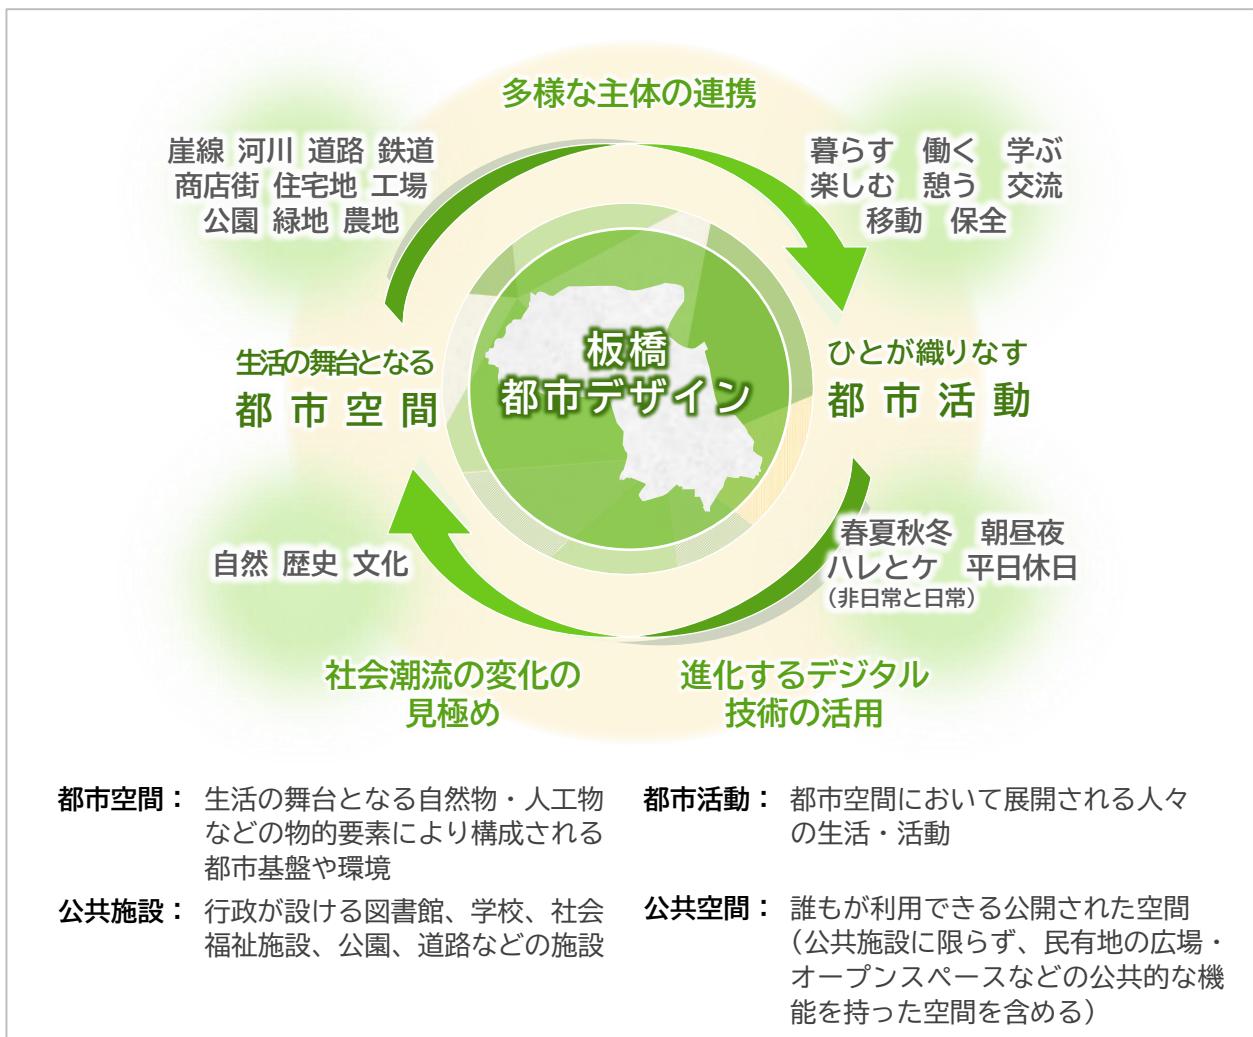 多様な主体の連携
崖線 河川 道路 鉄道
商店街 住宅地 工場
公園 緑地 農地
暮らす 働く 学ぶ
楽しむ 憩う 交流
移動 保全
板橋
都市デザイン
生活の舞台となる
都市空間
ひとが織りなす
都市活動
自然 歴史 文化
春夏秋冬 朝昼夜
ハレとケ 平日休日
（非日常と日常）
社会潮流の変化の
見極め
進化するデジタル
技術の活用
都市空間： 生活の舞台となる自然物・人工物
などの物的要素により構成される
都市基盤や環境
都市活動： 都市空間において展開される人々
の生活・活動
公共施設： 行政が設ける図書館、学校、社会
福祉施設、公園、道路などの施設
公共空間： 誰もが利用できる公開された空間
（公共施設に限らず、民有地の広場・
オープンスペースなどの公共的な機
能を持った空間を含める）